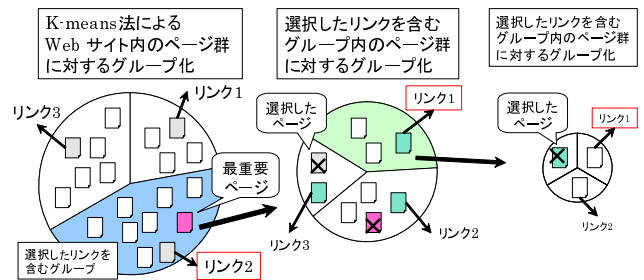 K-means法による
Web サイト内のページ群
に対するグループ化
選択したリンクを含む
グループ内のページ群
に対するグループ化
選択したリンクを含む
グループ内のページ群
に対するグループ化
リンク3
リンク1
最重要
ページ
選択したリンクを
含むグループ
リンク2
選択した
ページ
リンク1
リンク3
リンク2
選択した
ページ
リンク1
リンク2